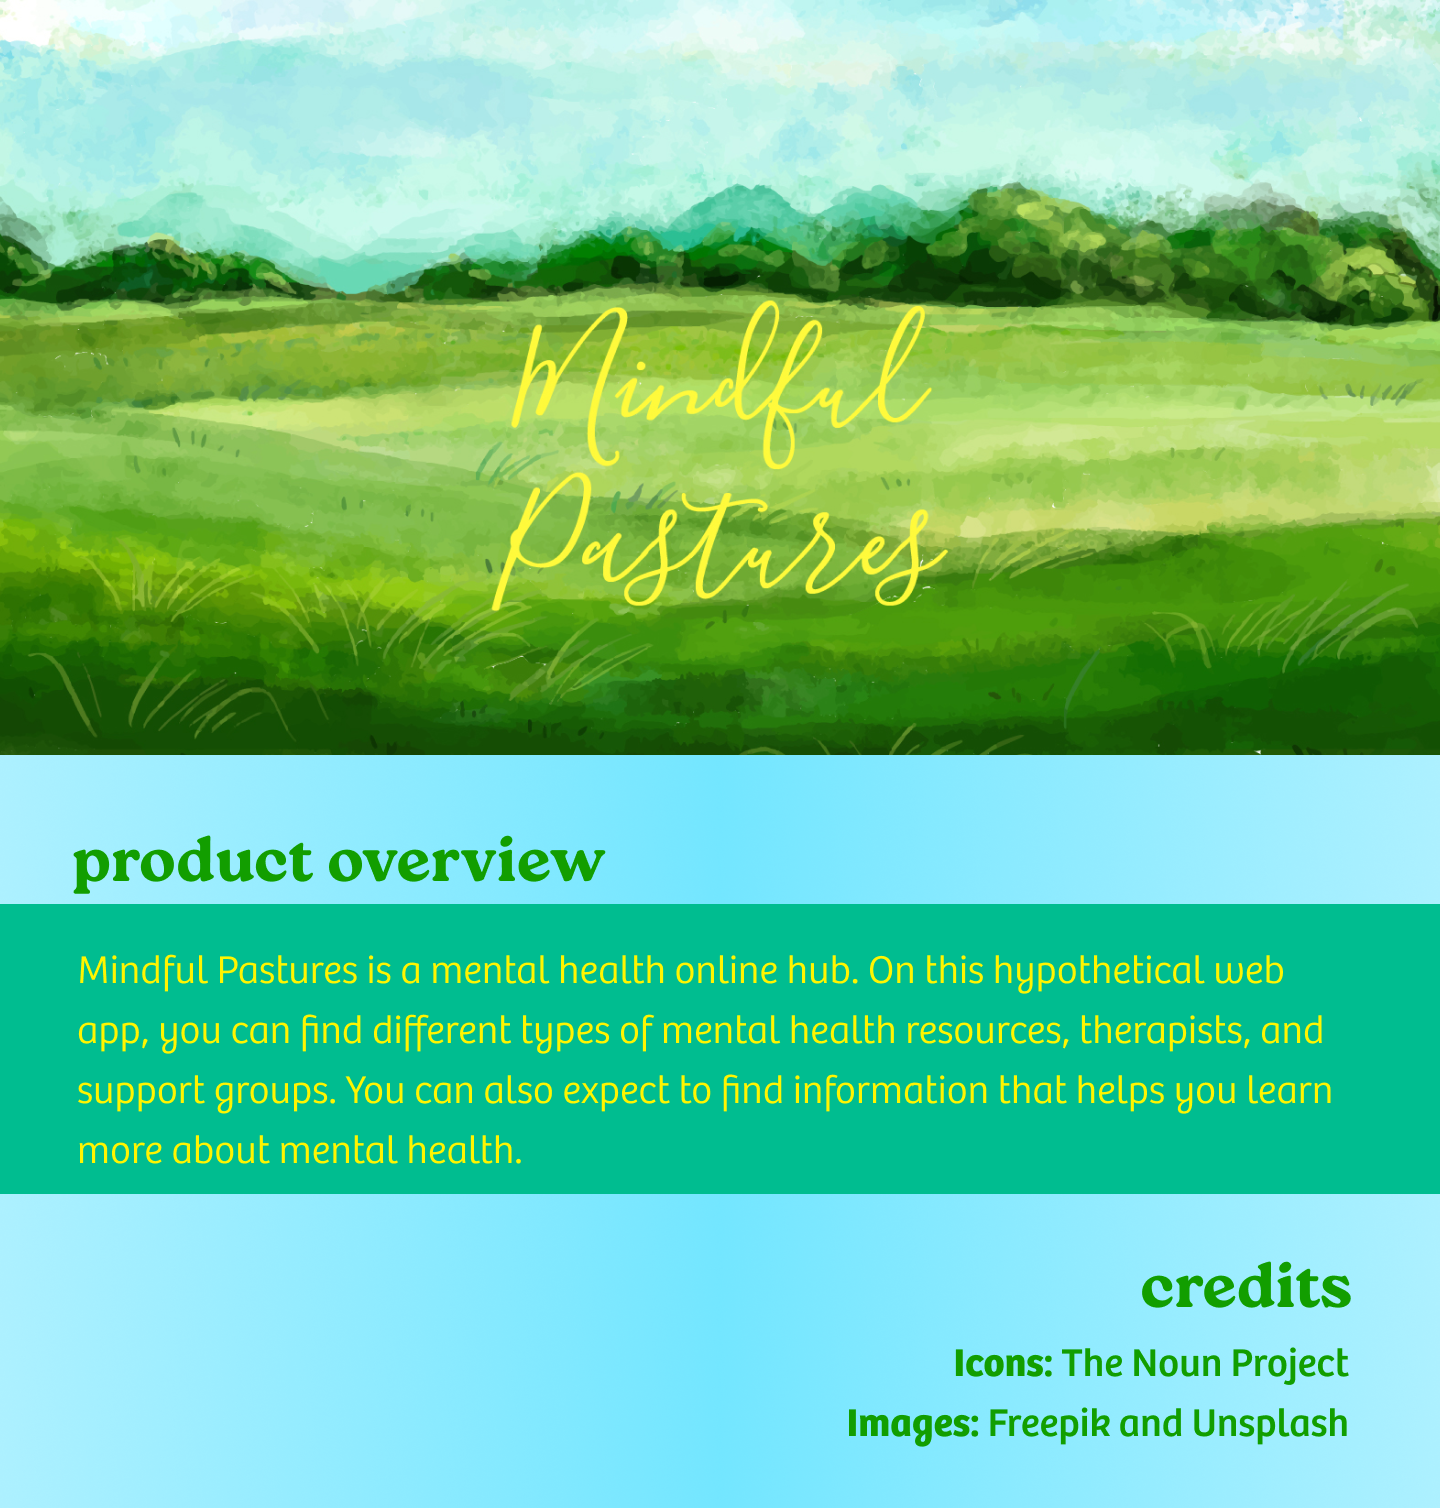 Mindful
Pastures
product overview
Mindful Pastures is a mental health online hub. On this hypothetical web
app, you can find different types of mental health resources, therapists, and
support groups. You can also expect to find information that helps you learn
more about mental health.
credits
Icons: The Noun Project
Images: Freepik and Unsplash